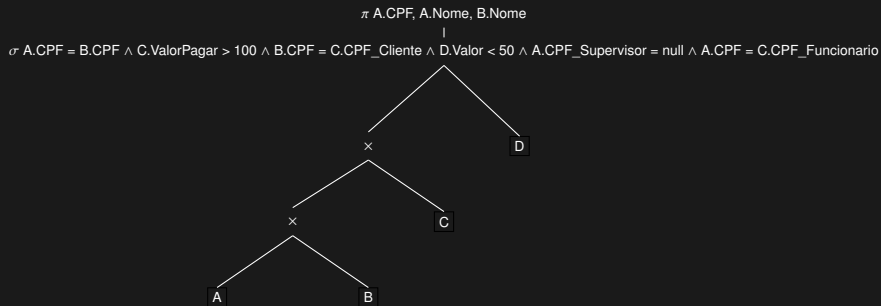 π A.CPF, A.Nome, B.Nome
σ A.CPF = B.CPF ∧ C.ValorPagar > 100 ∧ B.CPF = C.CPF_Cliente ∧ D.Valor < 50 ∧ A.CPF_Supervisor = null ∧ A.CPF = C.CPF_Funcionario
× D
× C
A B